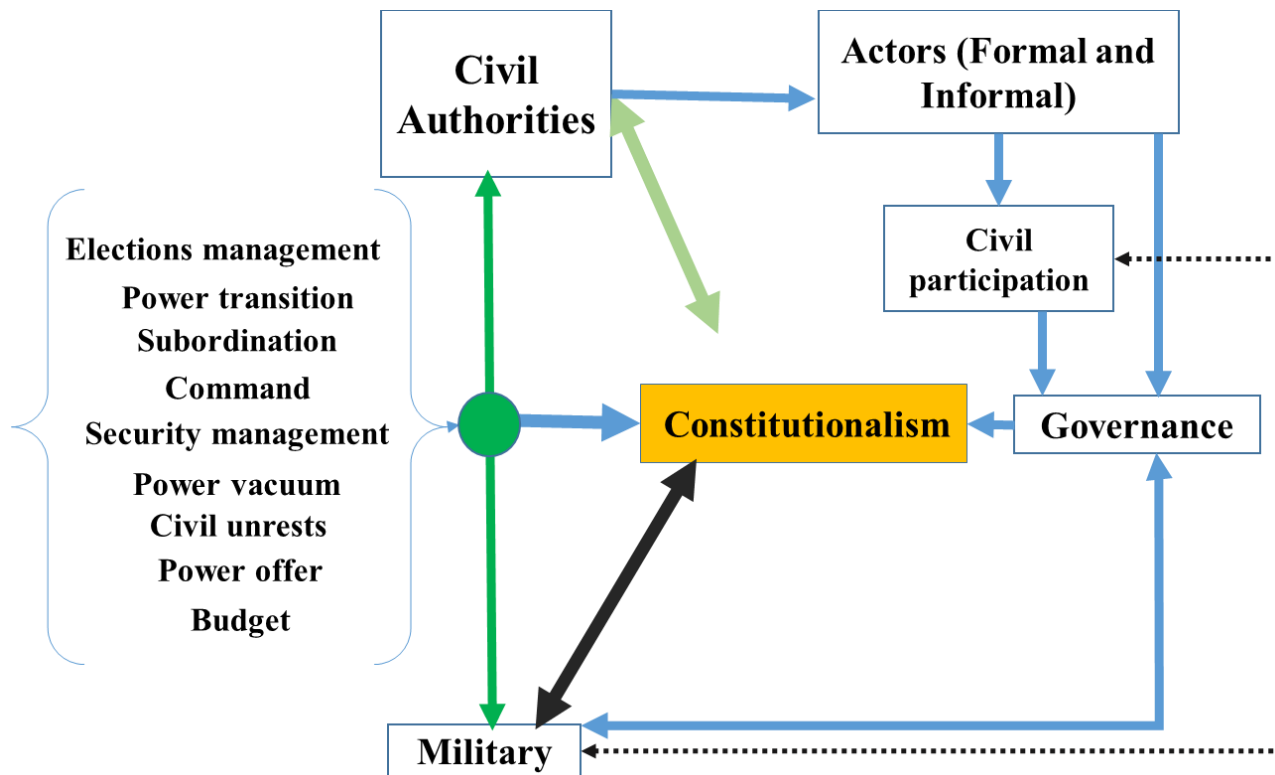 Civil
Authorities
Actors (Formal and
Informal)
Civil
participation
Elections management
Power transition
Subordination
Command
Security management
Power vacuum
Civil unrests
Power offer
Budget
Constitutionalism
Governance
Military